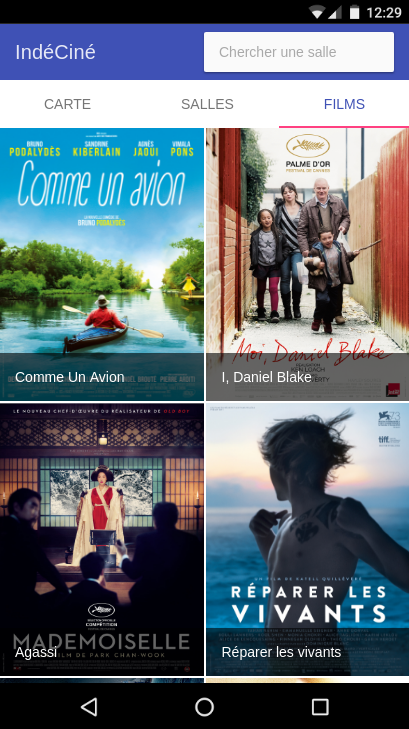 12:29
IndéCiné
Chercher une salle
CARTE
SALLES
FILMS
BRUNO PODALYDÈS
SANDRINE KIBERLAIN
AGNÈS JAOUI
VIMALA PONS
Comme un avion
BRUNO PODALYDÈS
Comme Un Avion
PALME D'OR
FESTIVAL DE CANNES
Moi, Daniel Blake
I, Daniel Blake
LE NOUVEAU CHEF D'ŒUVRE DU RÉALISATEUR DE OLD BOY
COMPÉTITION
MADEMOISELLE
UN FILM DE PARK CHAN-WOOK
Agassi
73
tiff
UN FILM DE KATELL QUILLÉVÉRÉ
RÉPARER LES
VIVANTS
Réparer les vivants